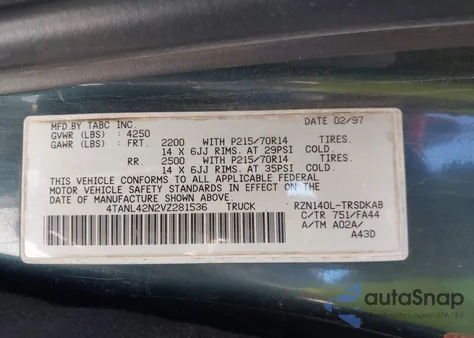 MFD BY TABC INC. DATE 02/97
GVWR (LBS): 4250
GAWR (LBS): FRT. 2200 WITH P215/70R14 TIRES.
14 X 6JJ RIMS. AT 29PSI COLD.
RR. 2500 WITH P215/70R14 TIRES.
14 X 6JJ RIMS. AT 35PSI COLD.
THIS VEHICLE CONFORMS TO ALL APPLICABLE FEDERAL
MOTOR VEHICLE SAFETY STANDARDS IN EFFECT ON THE
DATE OF MANUFACTURE SHOWN ABOVE.
4TANL42N2VZ281536 TRUCK RZN140L-TRSDKAB
C/TR 751/FA44
A/TM A02A/
A43D
autoSnap